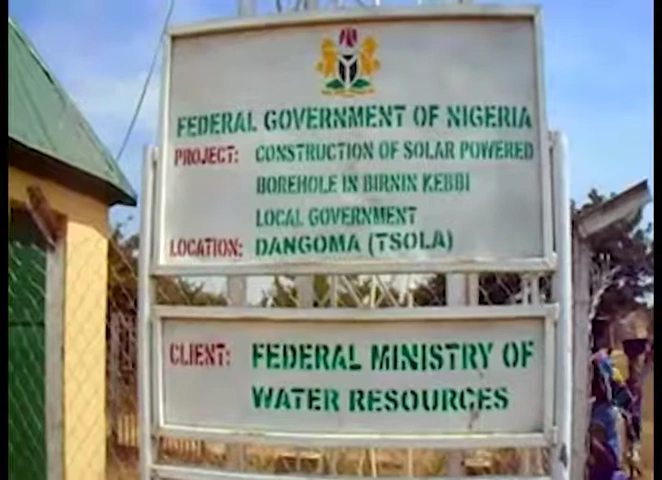 FEDERAL GOVERNMENT OF NIGERIA
PROJECT: CONSTRUCTION OF SOLAR POWERED
BOREHOLE IN BIRNIN KEBBI
LOCAL GOVERNMENT
LOCATION: DANGOMA (TSOLA)
CLIENT: FEDERAL MINISTRY OF
WATER RESOURCES